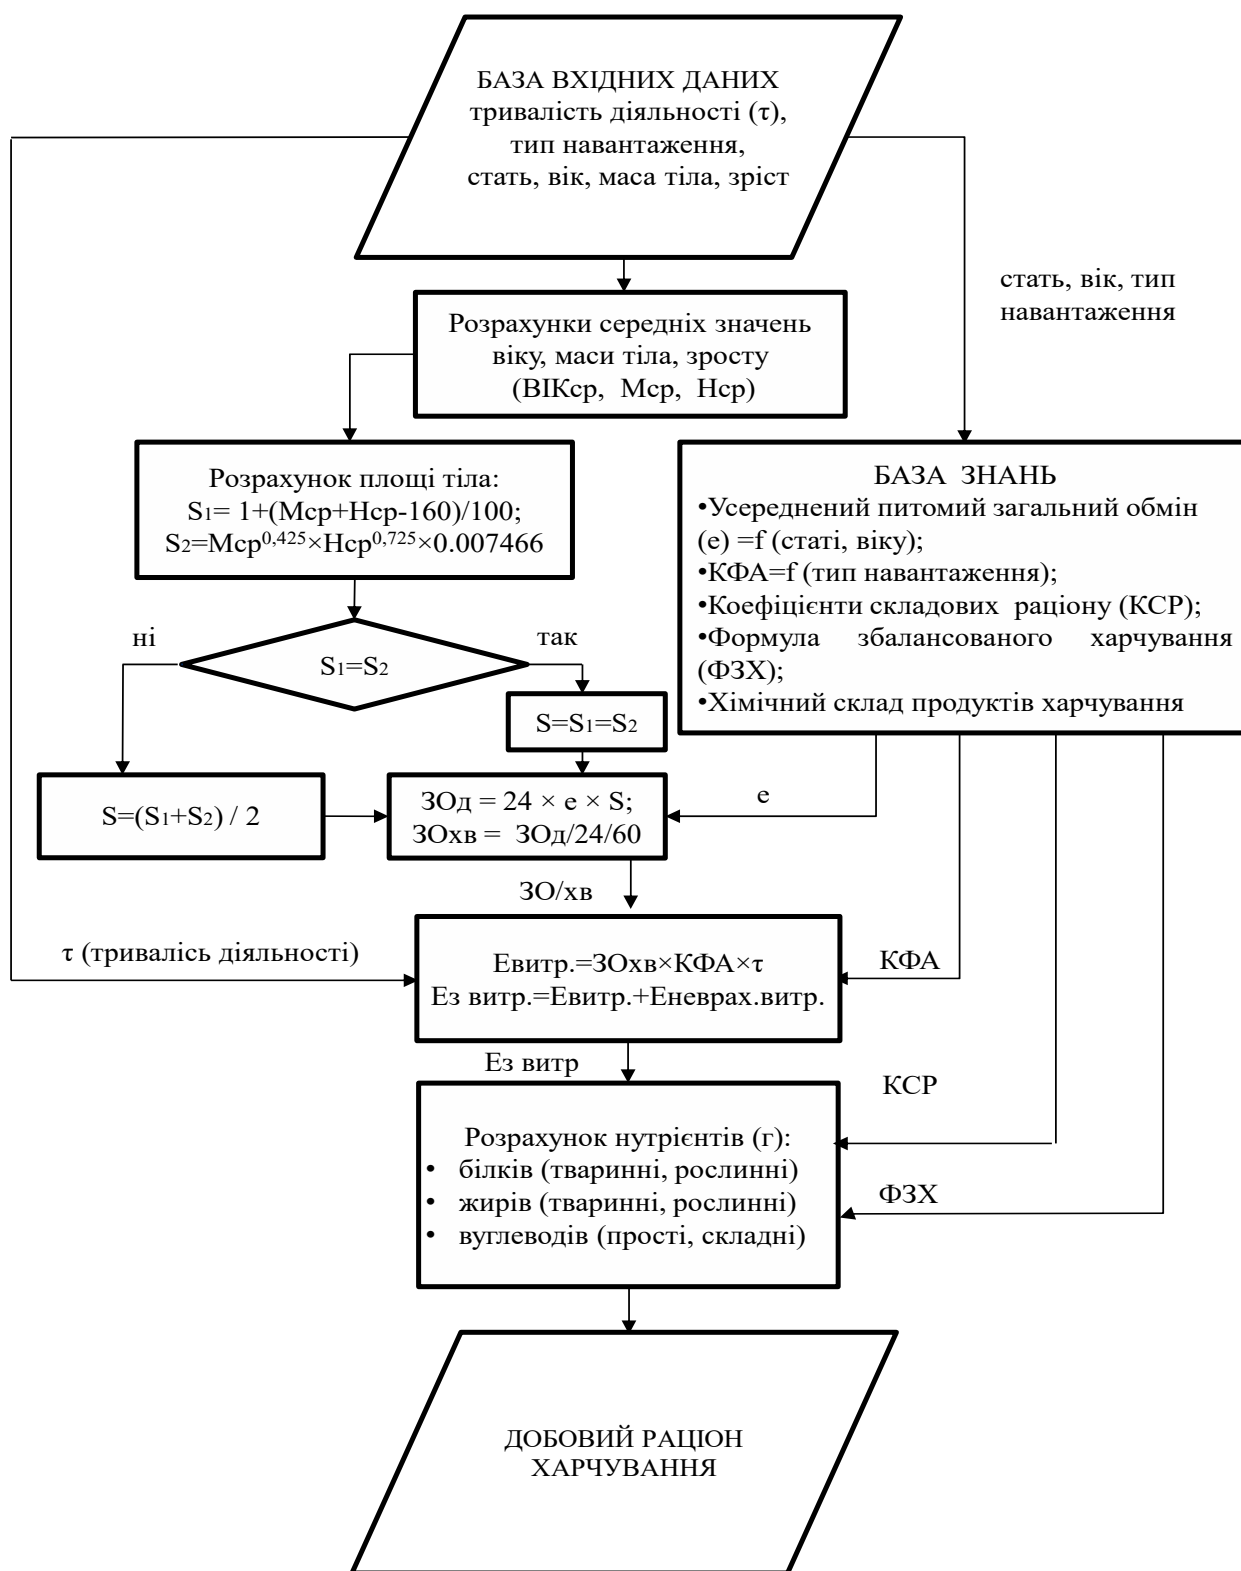 БАЗА ВХІДНИХ ДАНИХ
тривалість діяльності (τ),
тип навантаження,
стать, вік, маса тіла, зріст
стать, вік, тип
навантаження
Розрахунки середніх значень
віку, маси тіла, зросту
(ВІКср, Мср, Нср)
Розрахунок площі тіла:
S₁= 1+(Мср+Нср-160)/100;
S₂=Мср⁰,⁴²⁵×Нср⁰,⁷²⁵×0.007466
БАЗА ЗНАНЬ
•Усереднений питомий загальний обмін
(е) =f (статі, віку);
•КФА=f (тип навантаження);
•Коефіцієнти складових раціону (КСР);
•Формула збалансованого харчування
(ФЗХ);
•Хімічний склад продуктів харчування
ні
так
S₁=S₂
S=S₁=S₂
S=(S₁+S₂) / 2
ЗОд = 24 × е × S;
ЗОхв = ЗОд/24/60
е
ЗО/хв
τ (тривалісь діяльності)
Евитр.=ЗОхв×КФА×τ
Ез витр.=Евитр.+Еневрах.витр.
КФА
Ез витр
КСР
Розрахунок нутрієнтів (г):
• білків (тваринні, рослинні)
• жирів (тваринні, рослинні)
• вуглеводів (прості, складні)
ФЗХ
ДОБОВИЙ РАЦІОН
ХАРЧУВАННЯ